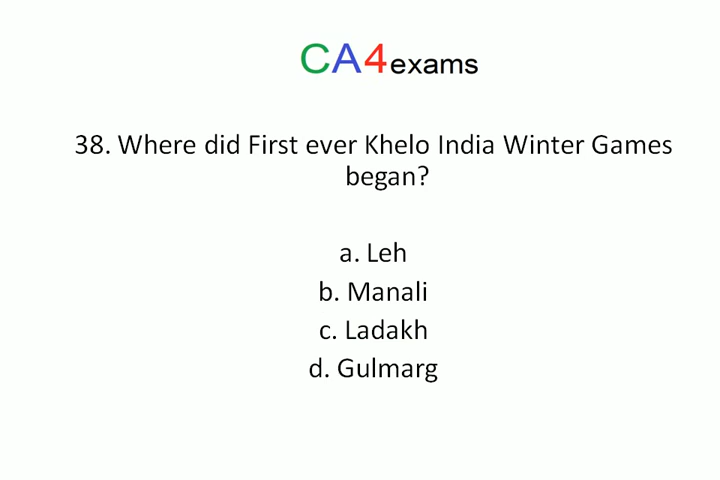 CA4exams
38. Where did First ever Khelo India Winter Games
began?
a. Leh
b. Manali
c. Ladakh
d. Gulmarg